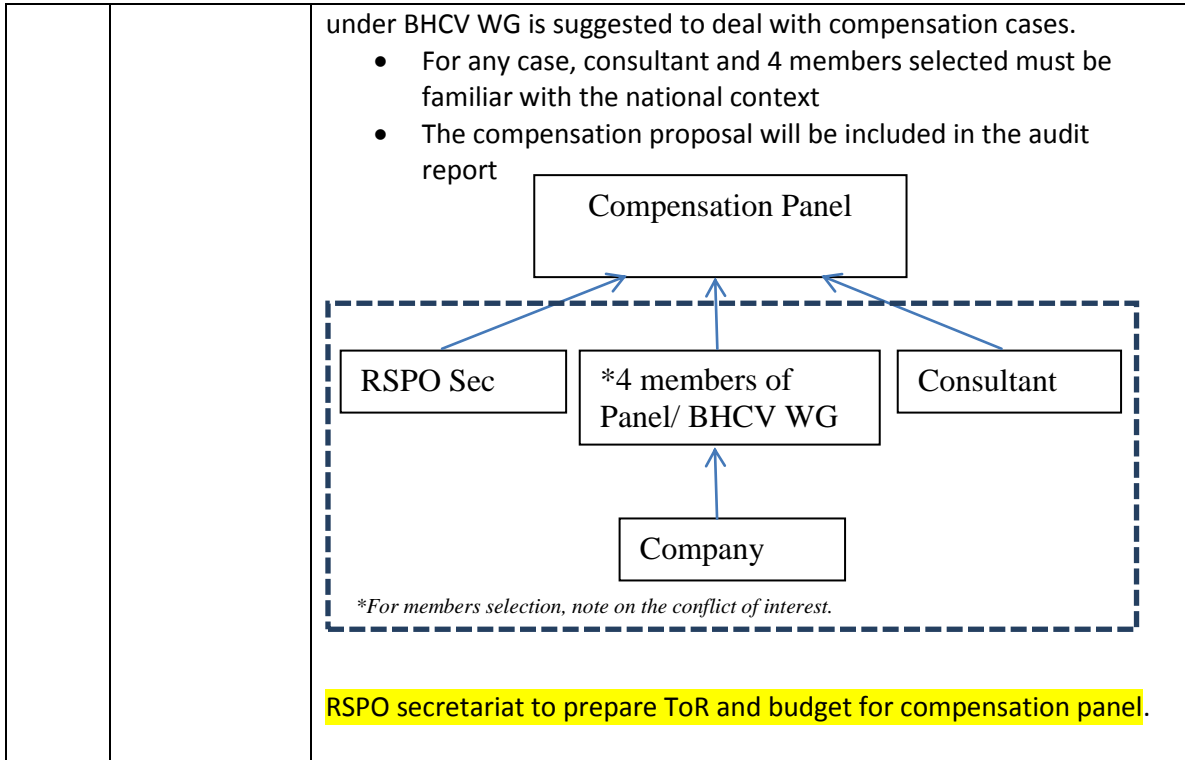 under BHCV WG is suggested to deal with compensation cases.
• For any case, consultant and 4 members selected must be
familiar with the national context
• The compensation proposal will be included in the audit
report
Compensation Panel
RSPO Sec
*4 members of
Panel/ BHCV WG
Consultant
Company
*For members selection, note on the conflict of interest.
RSPO secretariat to prepare ToR and budget for compensation panel.